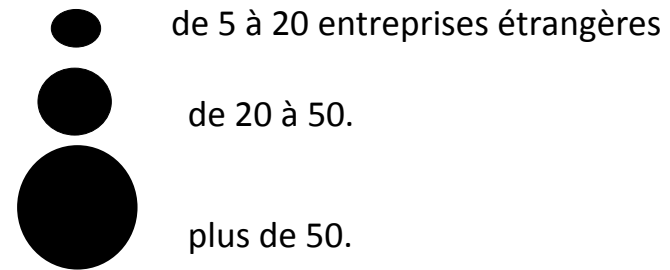 de 5 à 20 entreprises étrangères
de 20 à 50.
plus de 50.